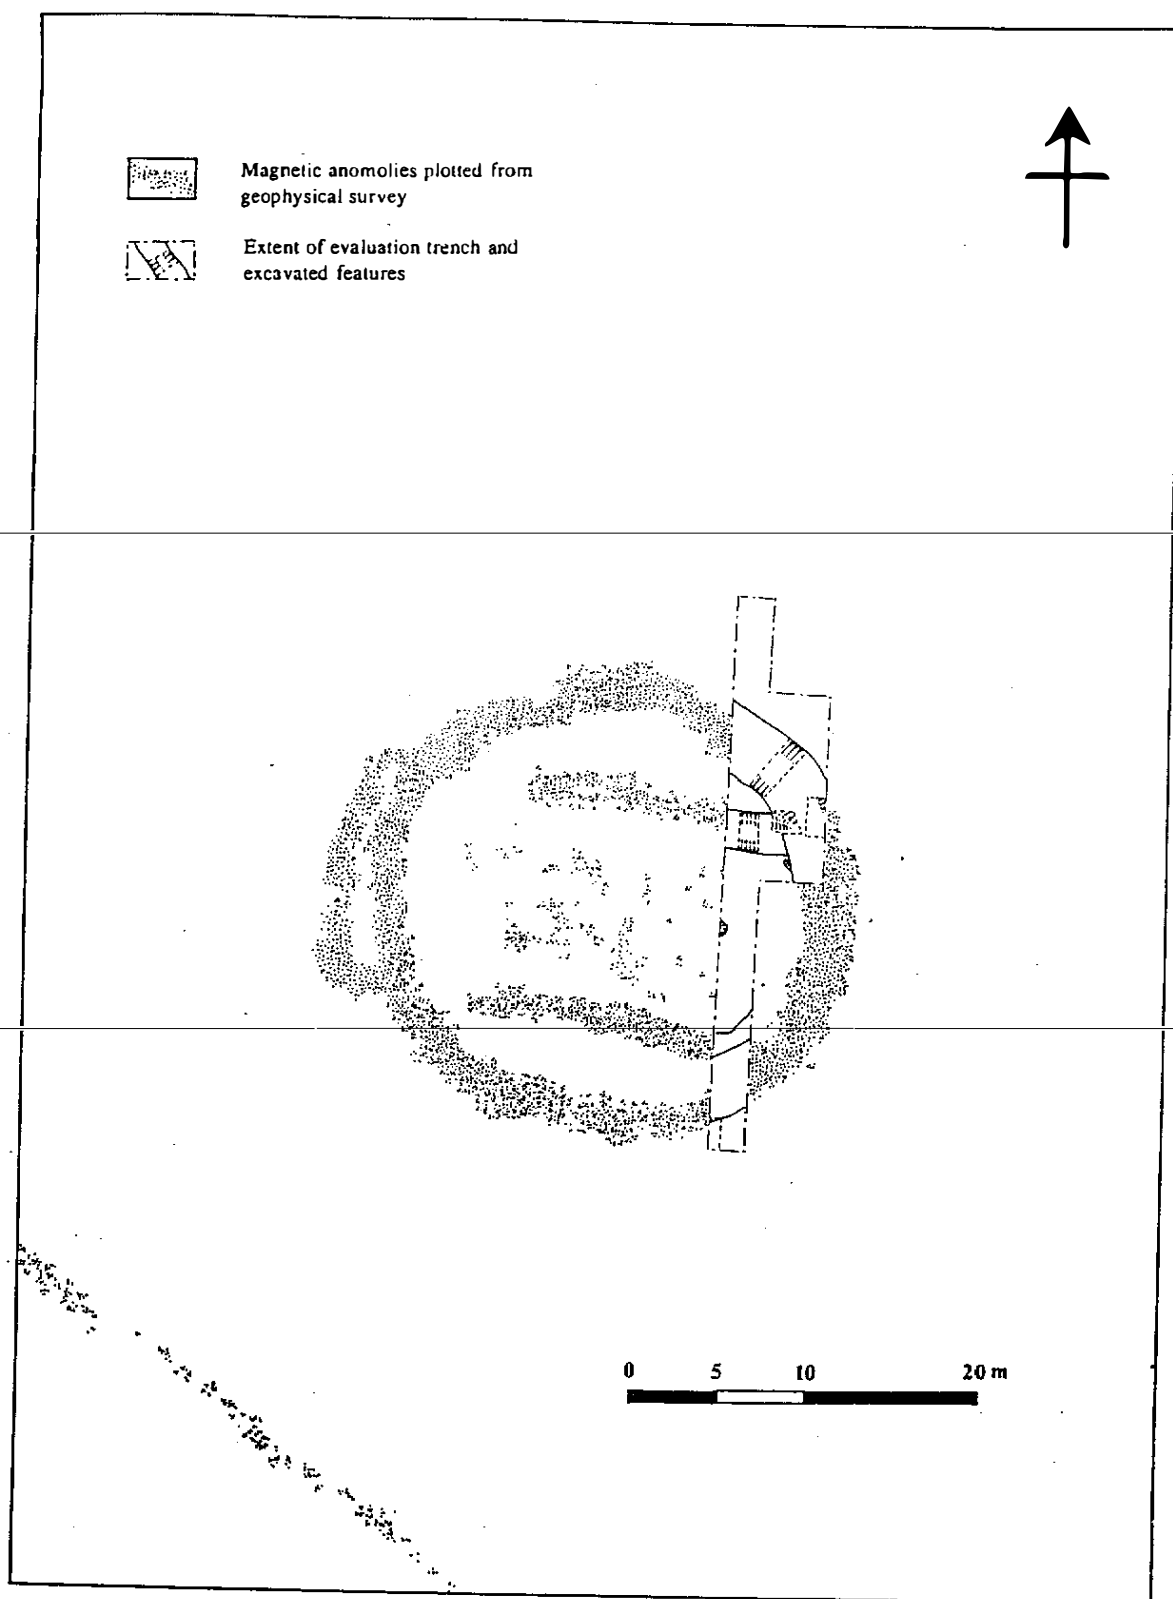 Magnetic anomolies plotted from
geophysical survey
Extent of evaluation trench and
excavated features
0 5 10 20 m